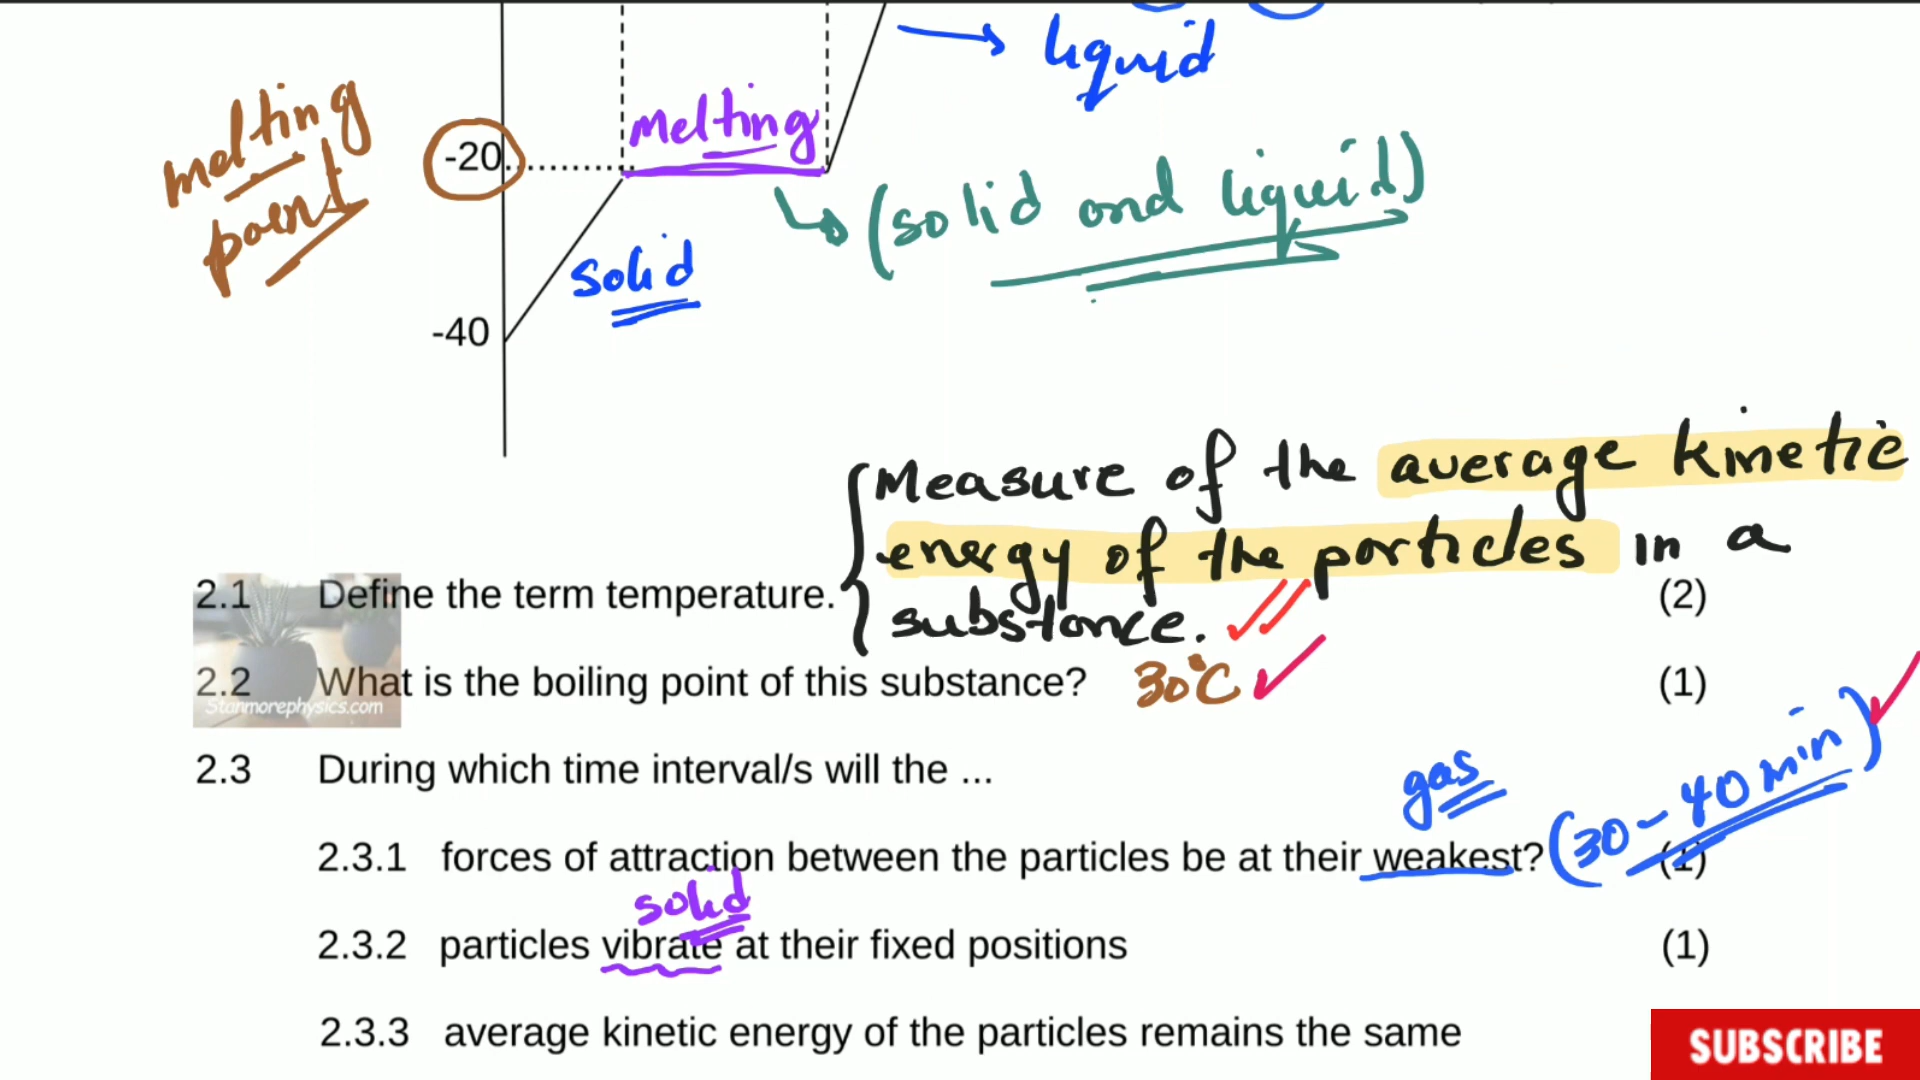 liquid
melting
point
-20
melting
(solid and liquid)
solid
-40
Measure of the average kinetic
energy of the particles in a
substance.
2.1 Define the term temperature. (2)
2.2 What is the boiling point of this substance? 30°C (1)
Stanmorephysics.com
2.3 During which time interval/s will the ...
gas
2.3.1 forces of attraction between the particles be at their weakest? (30-40min) (1)
solid
2.3.2 particles vibrate at their fixed positions (1)
2.3.3 average kinetic energy of the particles remains the same
SUBSCRIBE